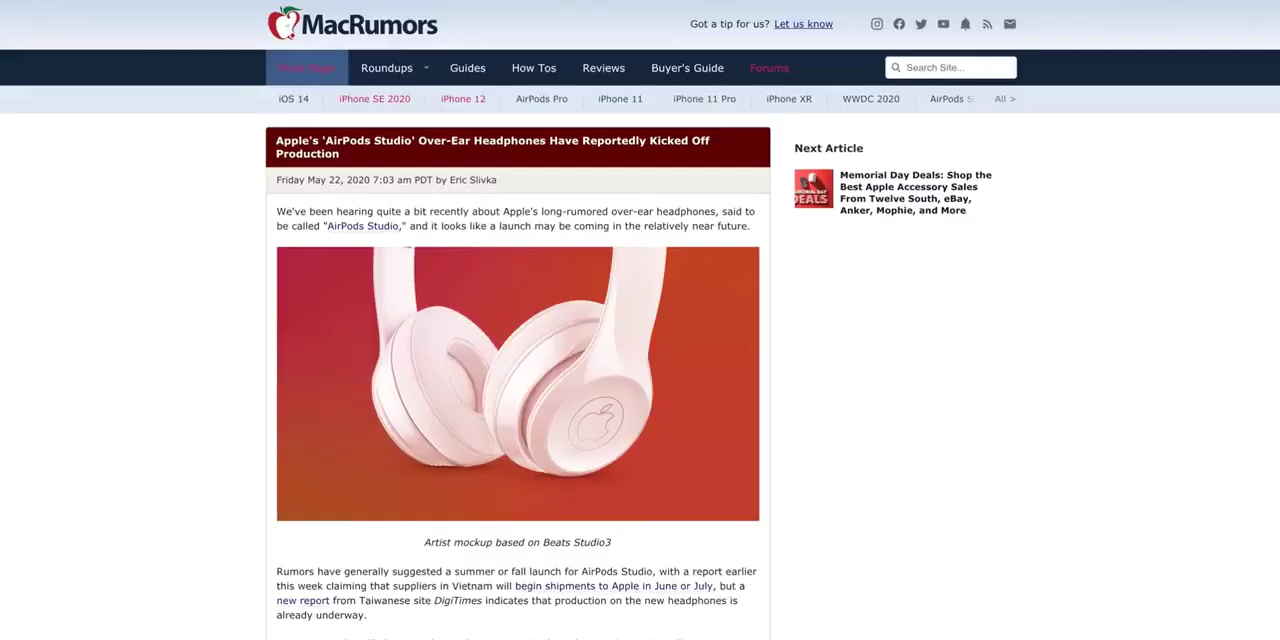 MacRumors
Got a tip for us? Let us know
Front Page Roundups Guides How Tos Reviews Buyer's Guide Forums Search Site...
iOS 14 iPhone SE 2020 iPhone 12 AirPods Pro iPhone 11 iPhone 11 Pro iPhone XR WWDC 2020 AirPods S All >
Apple's 'AirPods Studio' Over-Ear Headphones Have Reportedly Kicked Off
Production
Friday May 22, 2020 7:03 am PDT by Eric Slivka
We've been hearing quite a bit recently about Apple's long-rumored over-ear headphones, said to
be called "AirPods Studio," and it looks like a launch may be coming in the relatively near future.
Artist mockup based on Beats Studio3
Rumors have generally suggested a summer or fall launch for AirPods Studio, with a report earlier
this week claiming that suppliers in Vietnam will begin shipments to Apple in June or July, but a
new report from Taiwanese site DigiTimes indicates that production on the new headphones is
already underway.
Next Article
Memorial Day Deals: Shop the
Best Apple Accessory Sales
From Twelve South, eBay,
Anker, Mophie, and More